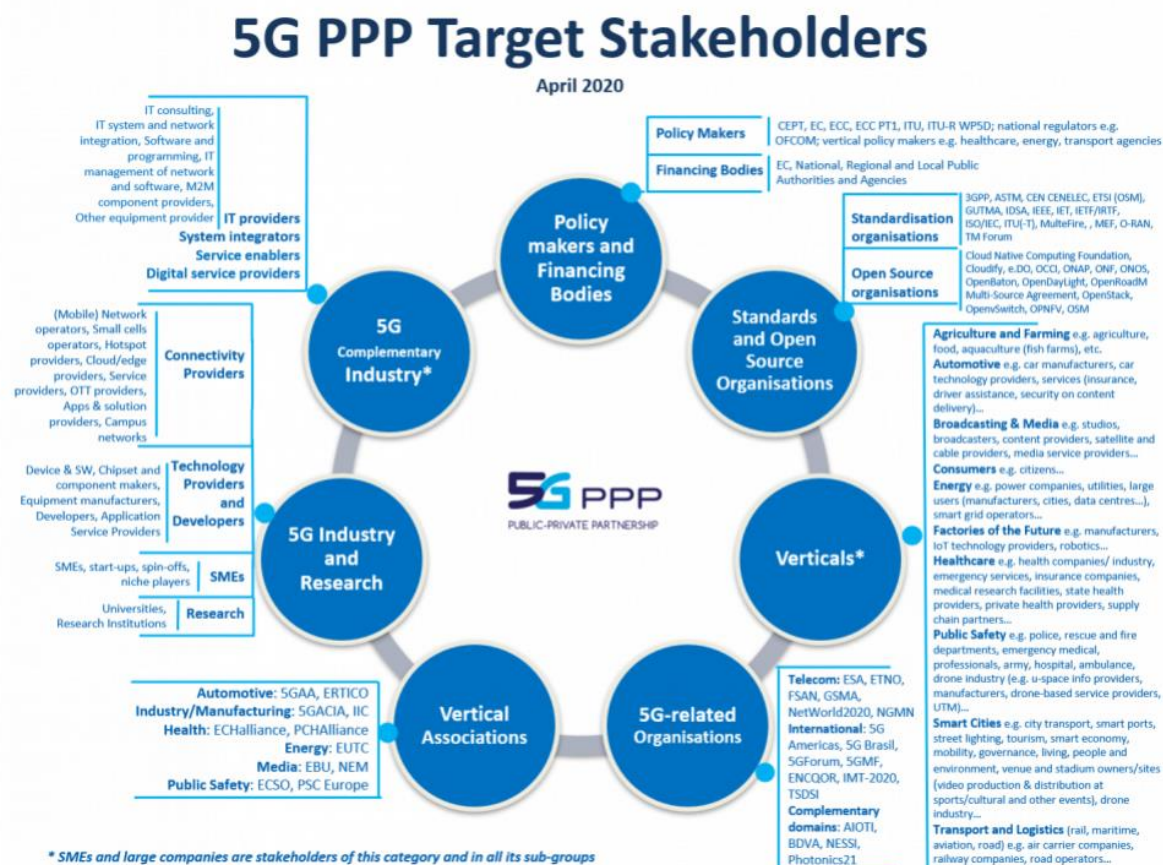 5G PPP Target Stakeholders
April 2020
IT consulting,
IT system and network
integration, Software and
programming, IT
management of network
and software, M2M
component providers,
Other equipment provider
IT providers
System integrators
Service enablers
Digital service providers
Policy Makers
CEPT, EC, ECC, ECC PT1, ITU, ITU-R WP5D; national regulators e.g.
OFCOM; vertical policy makers e.g. healthcare, energy, transport agencies
Financing Bodies
EC, National, Regional and Local Public
Authorities and Agencies
Policy
makers and
Financing
Bodies
Standardisation
organisations
3GPP, ASTM, CEN CENELEC, ETSI (OSM),
GUTMA, IDSA, IEEE, IET, IETF/IRTF,
ISO/IEC, ITU(-T), MulteFire, , MEF, O-RAN,
TM Forum
Open Source
organisations
Cloud Native Computing Foundation,
Cloudify, e.DO, OCCI, ONAP, ONF, ONOS,
OpenBaton, OpenDayLight, OpenRoadM
Multi-Source Agreement, OpenStack,
OpenvSwitch, OPNFV, OSM
5G
Complementary
Industry*
Standards
and Open
Source
Organisations
(Mobile) Network
operators, Small cells
operators, Hotspot
providers, Cloud/edge
providers, Service
providers, OTT providers,
Apps & solution
providers, Campus
networks
Connectivity
Providers
Device & SW, Chipset and
component makers,
Equipment manufacturers,
Developers, Application
Service Providers
Technology
Providers
and
Developers
SMEs, start-ups, spin-offs,
niche players
SMEs
Universities,
Research Institutions
Research
5G Industry
and
Research
5G PPP
PUBLIC-PRIVATE PARTNERSHIP
Verticals*
Agriculture and Farming e.g. agriculture,
food, aquaculture (fish farms), etc.
Automotive e.g. car manufacturers, car
technology providers, services (insurance,
driver assistance, security on content
delivery)...
Broadcasting & Media e.g. studios,
broadcasters, content providers, satellite and
cable providers, media service providers...
Consumers e.g. citizens...
Energy e.g. power companies, utilities, large
users (manufacturers, cities, data centres...),
smart grid operators...
Factories of the Future e.g. manufacturers,
IoT technology providers, robotics...
Healthcare e.g. health companies/ industry,
emergency services, insurance companies,
medical research facilities, state health
providers, private health providers, supply
chain partners...
Public Safety e.g. police, rescue and fire
departments, emergency medical,
professionals, army, hospital, ambulance,
drone industry (e.g. u-space info providers,
manufacturers, drone-based service providers,
UTM)...
Smart Cities e.g. city transport, smart ports,
street lighting, tourism, smart economy,
mobility, governance, living, people and
environment, venue and stadium owners/sites
(video production & distribution at
sports/cultural and other events), drone
industry...
Transport and Logistics (rail, maritime,
aviation, road) e.g. air carrier companies,
railway companies, road operators...
Automotive: 5GAA, ERTICO
Industry/Manufacturing: 5GACIA, IIC
Health: ECHalliance, PCHAlliance
Energy: EUTC
Media: EBU, NEM
Public Safety: ECSO, PSC Europe
Vertical
Associations
5G-related
Organisations
Telecom: ESA, ETNO,
FSAN, GSMA,
NetWorld2020, NGMN
International: 5G
Americas, 5G Brasil,
5GForum, 5GMF,
ENCQOR, IMT-2020,
TSDSI
Complementary
domains: AIOTI,
BDVA, NESSI,
Photonics21
* SMEs and large companies are stakeholders of this category and in all its sub-groups